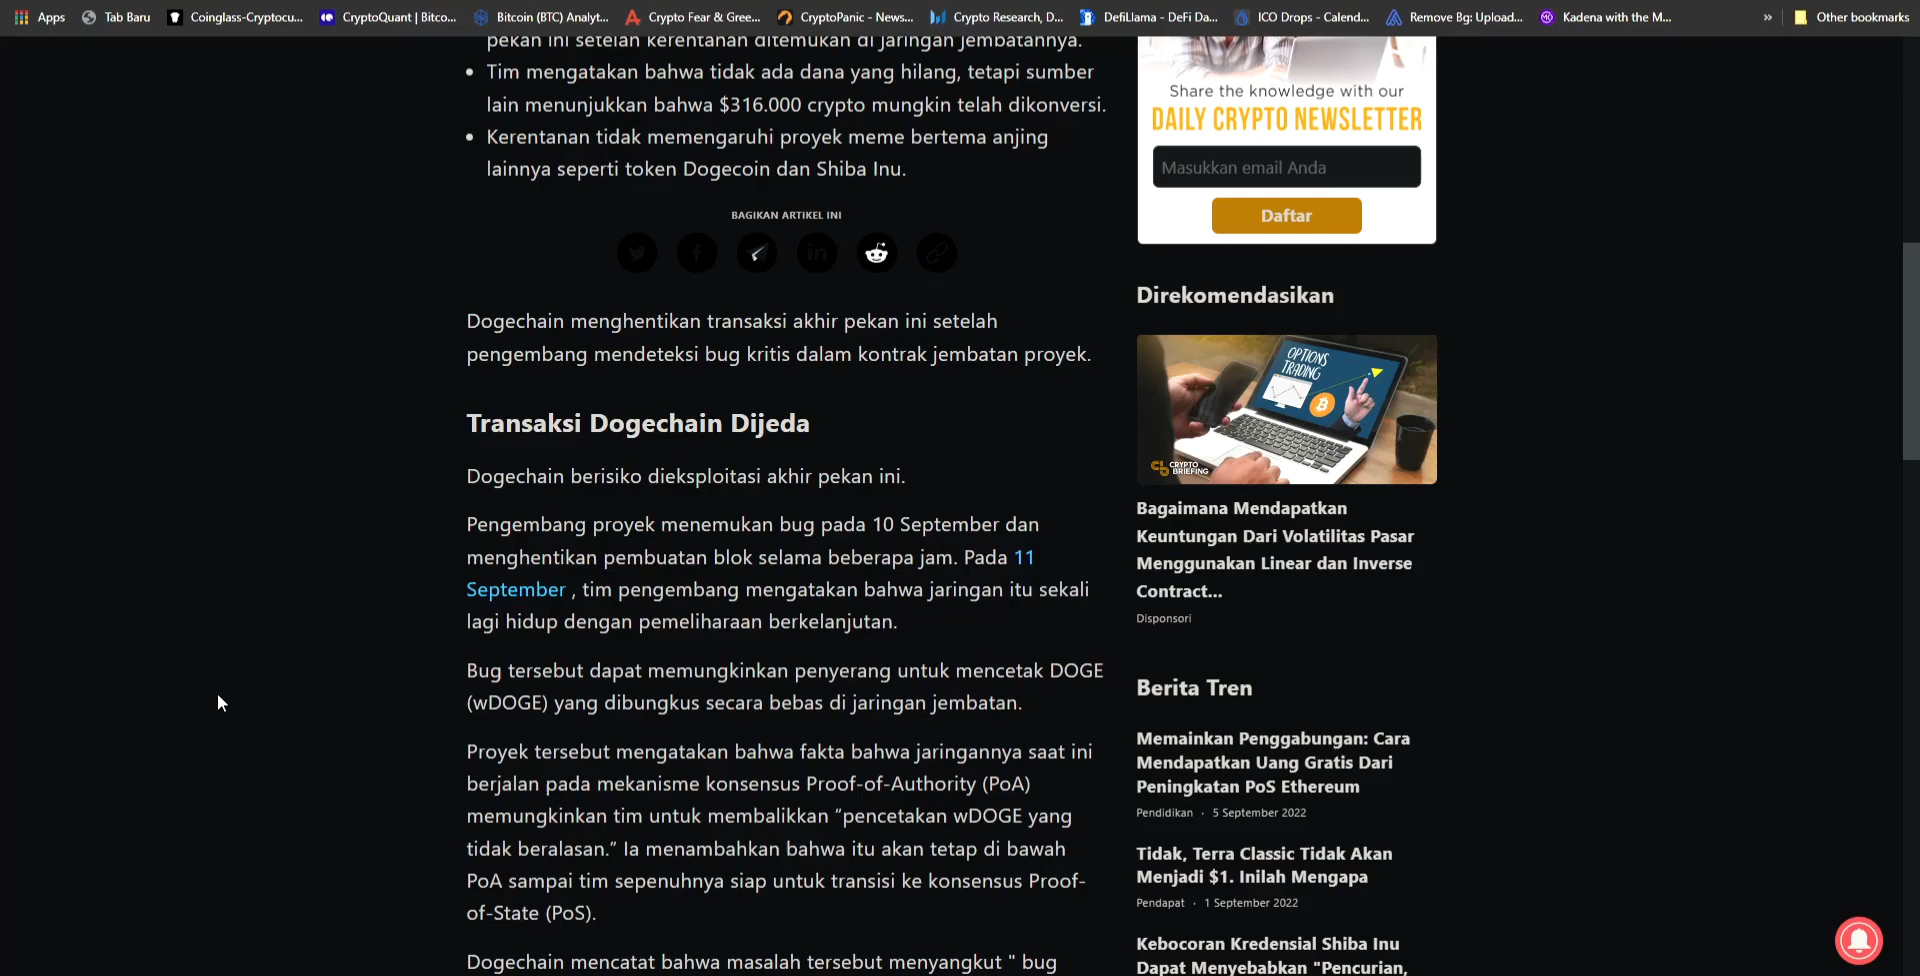 Apps
Tab Baru
Coinglass-Cryptocu...
CryptoQuant | Bitco...
Bitcoin (BTC) Analyt...
Crypto Fear & Gree...
CryptoPanic - News...
Crypto Research, D...
DefiLlama - DeFi Da...
ICO Drops - Calend...
Remove Bg: Upload...
Kadena with the M...
»
Other bookmarks
pekan ini setelah kerentanan ditemukan di jaringan jembatannya.
• Tim mengatakan bahwa tidak ada dana yang hilang, tetapi sumber
lain menunjukkan bahwa $316.000 crypto mungkin telah dikonversi.
• Kerentanan tidak memengaruhi proyek meme bertema anjing
lainnya seperti token Dogecoin dan Shiba Inu.
BAGIKAN ARTIKEL INI
Dogechain menghentikan transaksi akhir pekan ini setelah
pengembang mendeteksi bug kritis dalam kontrak jembatan proyek.
Transaksi Dogechain Dijeda
Dogechain berisiko dieksploitasi akhir pekan ini.
Pengembang proyek menemukan bug pada 10 September dan
menghentikan pembuatan blok selama beberapa jam. Pada 11
September , tim pengembang mengatakan bahwa jaringan itu sekali
lagi hidup dengan pemeliharaan berkelanjutan.
Bug tersebut dapat memungkinkan penyerang untuk mencetak DOGE
(wDOGE) yang dibungkus secara bebas di jaringan jembatan.
Proyek tersebut mengatakan bahwa fakta bahwa jaringannya saat ini
berjalan pada mekanisme konsensus Proof-of-Authority (PoA)
memungkinkan tim untuk membalikkan “pencetakan wDOGE yang
tidak beralasan.” Ia menambahkan bahwa itu akan tetap di bawah
PoA sampai tim sepenuhnya siap untuk transisi ke konsensus Proof-
of-State (PoS).
Dogechain mencatat bahwa masalah tersebut menyangkut " bug
Share the knowledge with our
DAILY CRYPTO NEWSLETTER
Masukkan email Anda
Daftar
Direkomendasikan
OPTIONS
TRADING
CRYPTO
BRIEFING
Bagaimana Mendapatkan
Keuntungan Dari Volatilitas Pasar
Menggunakan Linear dan Inverse
Contract...
Disponsori
Berita Tren
Memainkan Penggabungan: Cara
Mendapatkan Uang Gratis Dari
Peningkatan PoS Ethereum
Pendidikan · 5 September 2022
Tidak, Terra Classic Tidak Akan
Menjadi $1. Inilah Mengapa
Pendapat · 1 September 2022
Kebocoran Kredensial Shiba Inu
Dapat Menyebabkan "Pencurian,